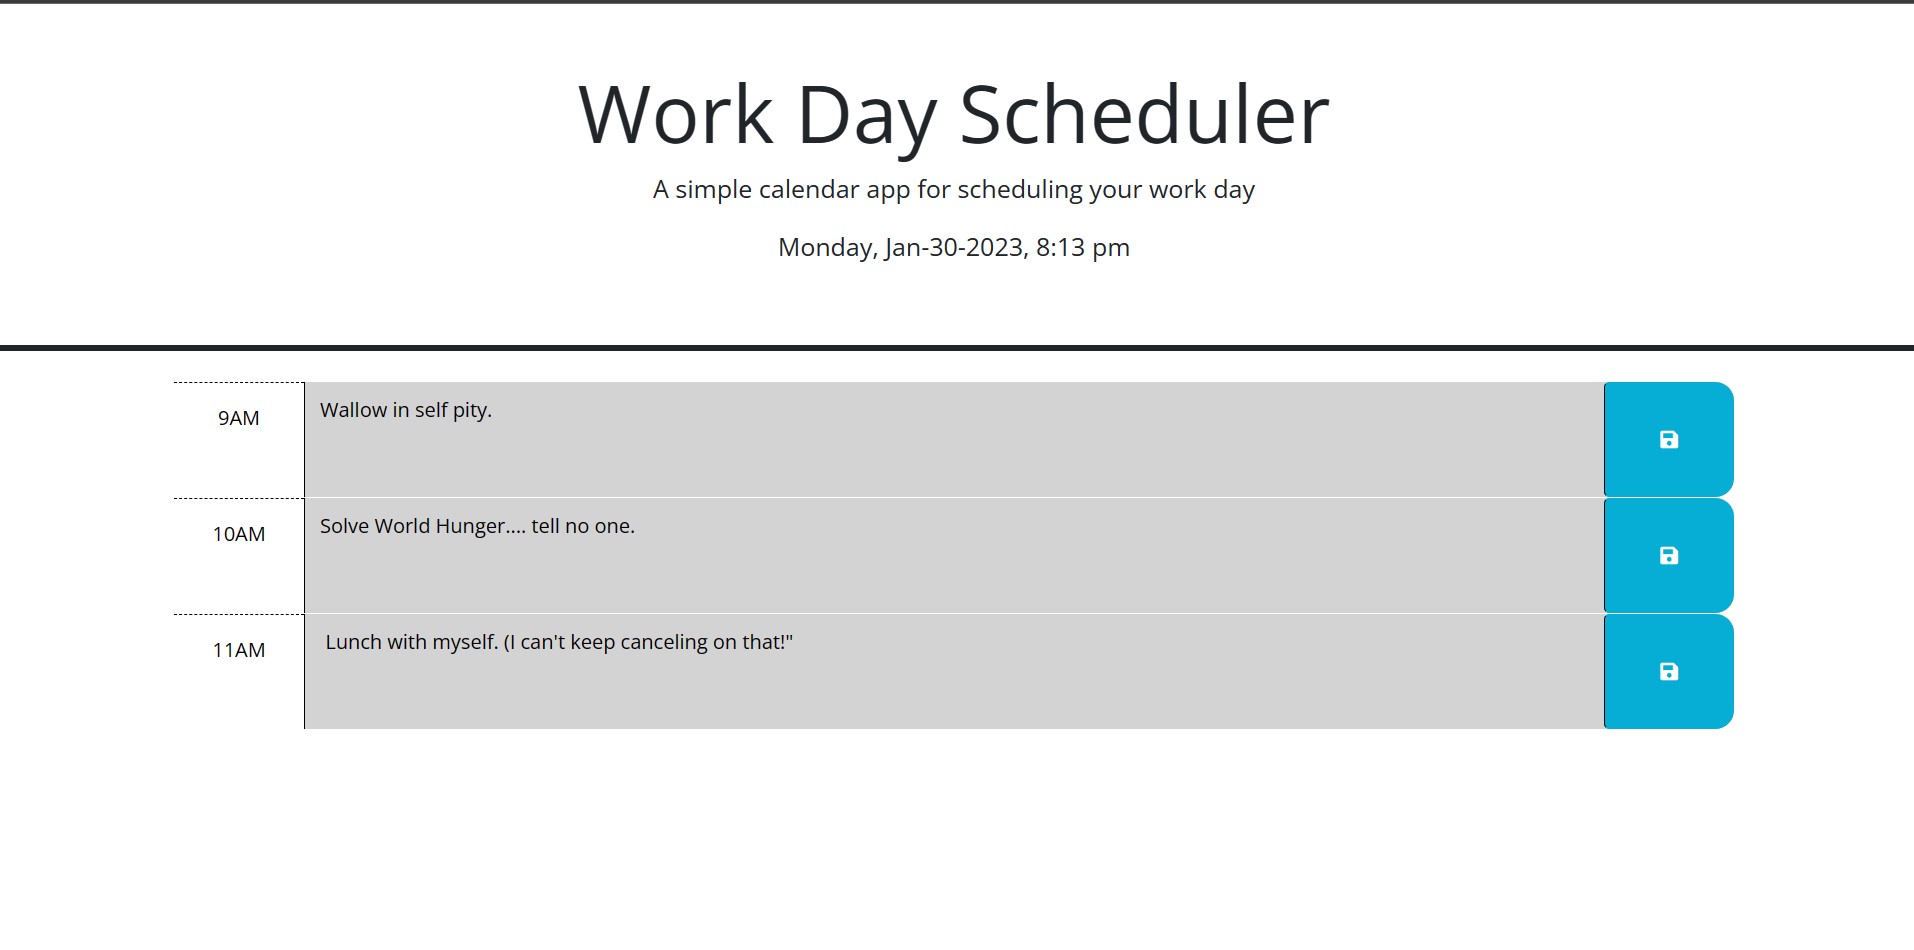 Work Day Scheduler
A simple calendar app for scheduling your work day
Monday, Jan-30-2023, 8:13 pm
9AM
Wallow in self pity.
10AM
Solve World Hunger.... tell no one.
11AM
Lunch with myself. (I can't keep canceling on that!"